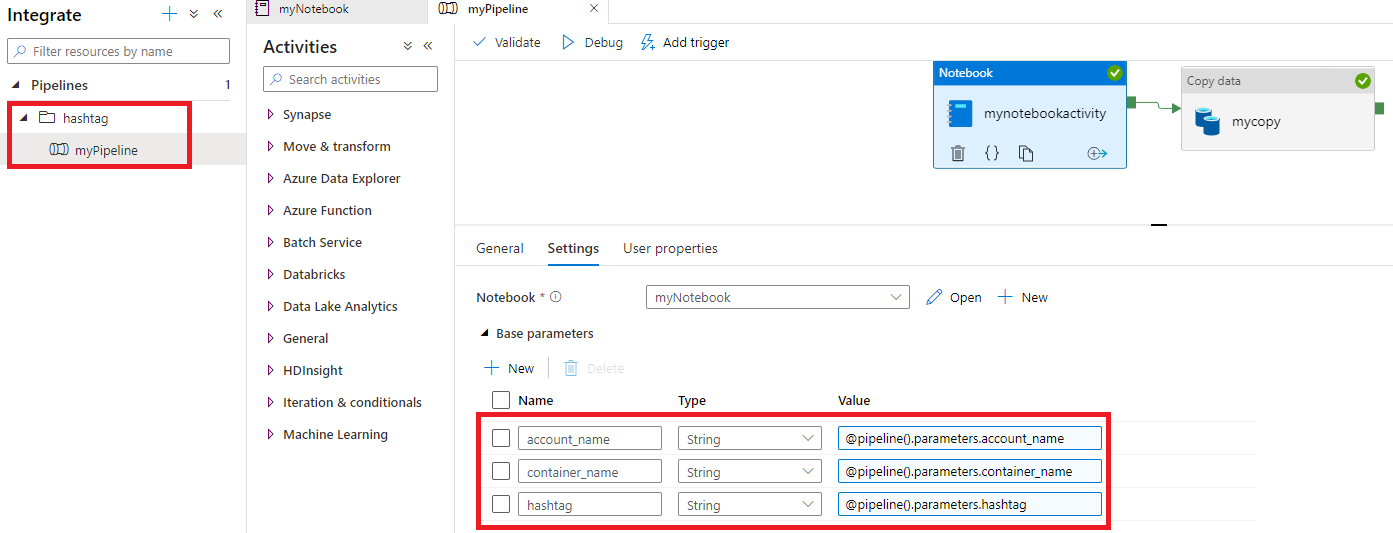 Integrate
Filter resources by name
Pipelines 1
hashtag
myPipeline
myNotebook
myPipeline
Activities
Search activities
Synapse
Move & transform
Azure Data Explorer
Azure Function
Batch Service
Databricks
Data Lake Analytics
General
HDInsight
Iteration & conditionals
Machine Learning
Validate Debug Add trigger
Notebook
mynotebookactivity
Copy data
mycopy
General Settings User properties
Notebook * myNotebook Open New
Base parameters
New Delete
Name Type Value
account_name String @pipeline().parameters.account_name
container_name String @pipeline().parameters.container_name
hashtag String @pipeline().parameters.hashtag